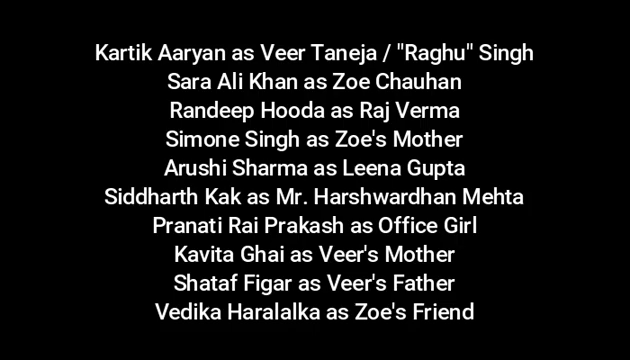 Kartik Aaryan as Veer Taneja / "Raghu" Singh
Sara Ali Khan as Zoe Chauhan
Randeep Hooda as Raj Verma
Simone Singh as Zoe's Mother
Arushi Sharma as Leena Gupta
Siddharth Kak as Mr. Harshwardhan Mehta
Pranati Rai Prakash as Office Girl
Kavita Ghai as Veer's Mother
Shataf Figar as Veer's Father
Vedika Haralalka as Zoe's Friend